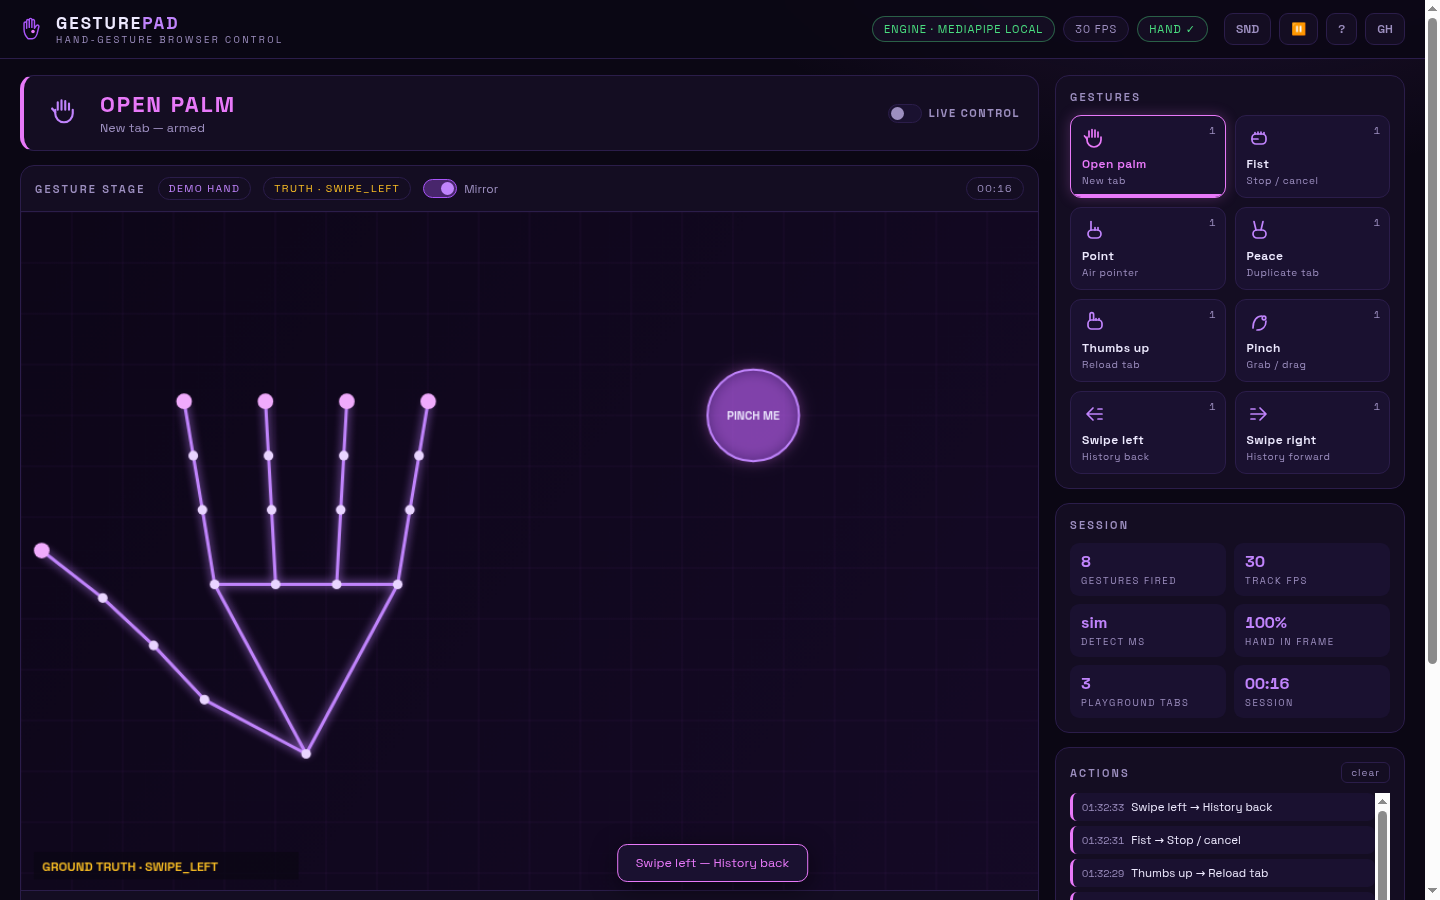 GESTUREPAD
HAND-GESTURE BROWSER CONTROL
ENGINE · MEDIAPIPE LOCAL
30 FPS
HAND ✓
SND
?
GH
OPEN PALM
New tab — armed
LIVE CONTROL
GESTURE STAGE
DEMO HAND
TRUTH · SWIPE_LEFT
Mirror
00:16
PINCH ME
GROUND TRUTH · SWIPE_LEFT
Swipe left — History back
GESTURES
1
Open palm
New tab
1
Fist
Stop / cancel
1
Point
Air pointer
1
Peace
Duplicate tab
1
Thumbs up
Reload tab
1
Pinch
Grab / drag
1
Swipe left
History back
1
Swipe right
History forward
SESSION
8
GESTURES FIRED
30
TRACK FPS
sim
DETECT MS
100%
HAND IN FRAME
3
PLAYGROUND TABS
00:16
SESSION
ACTIONS
clear
01:32:33 Swipe left → History back
01:32:31 Fist → Stop / cancel
01:32:29 Thumbs up → Reload tab